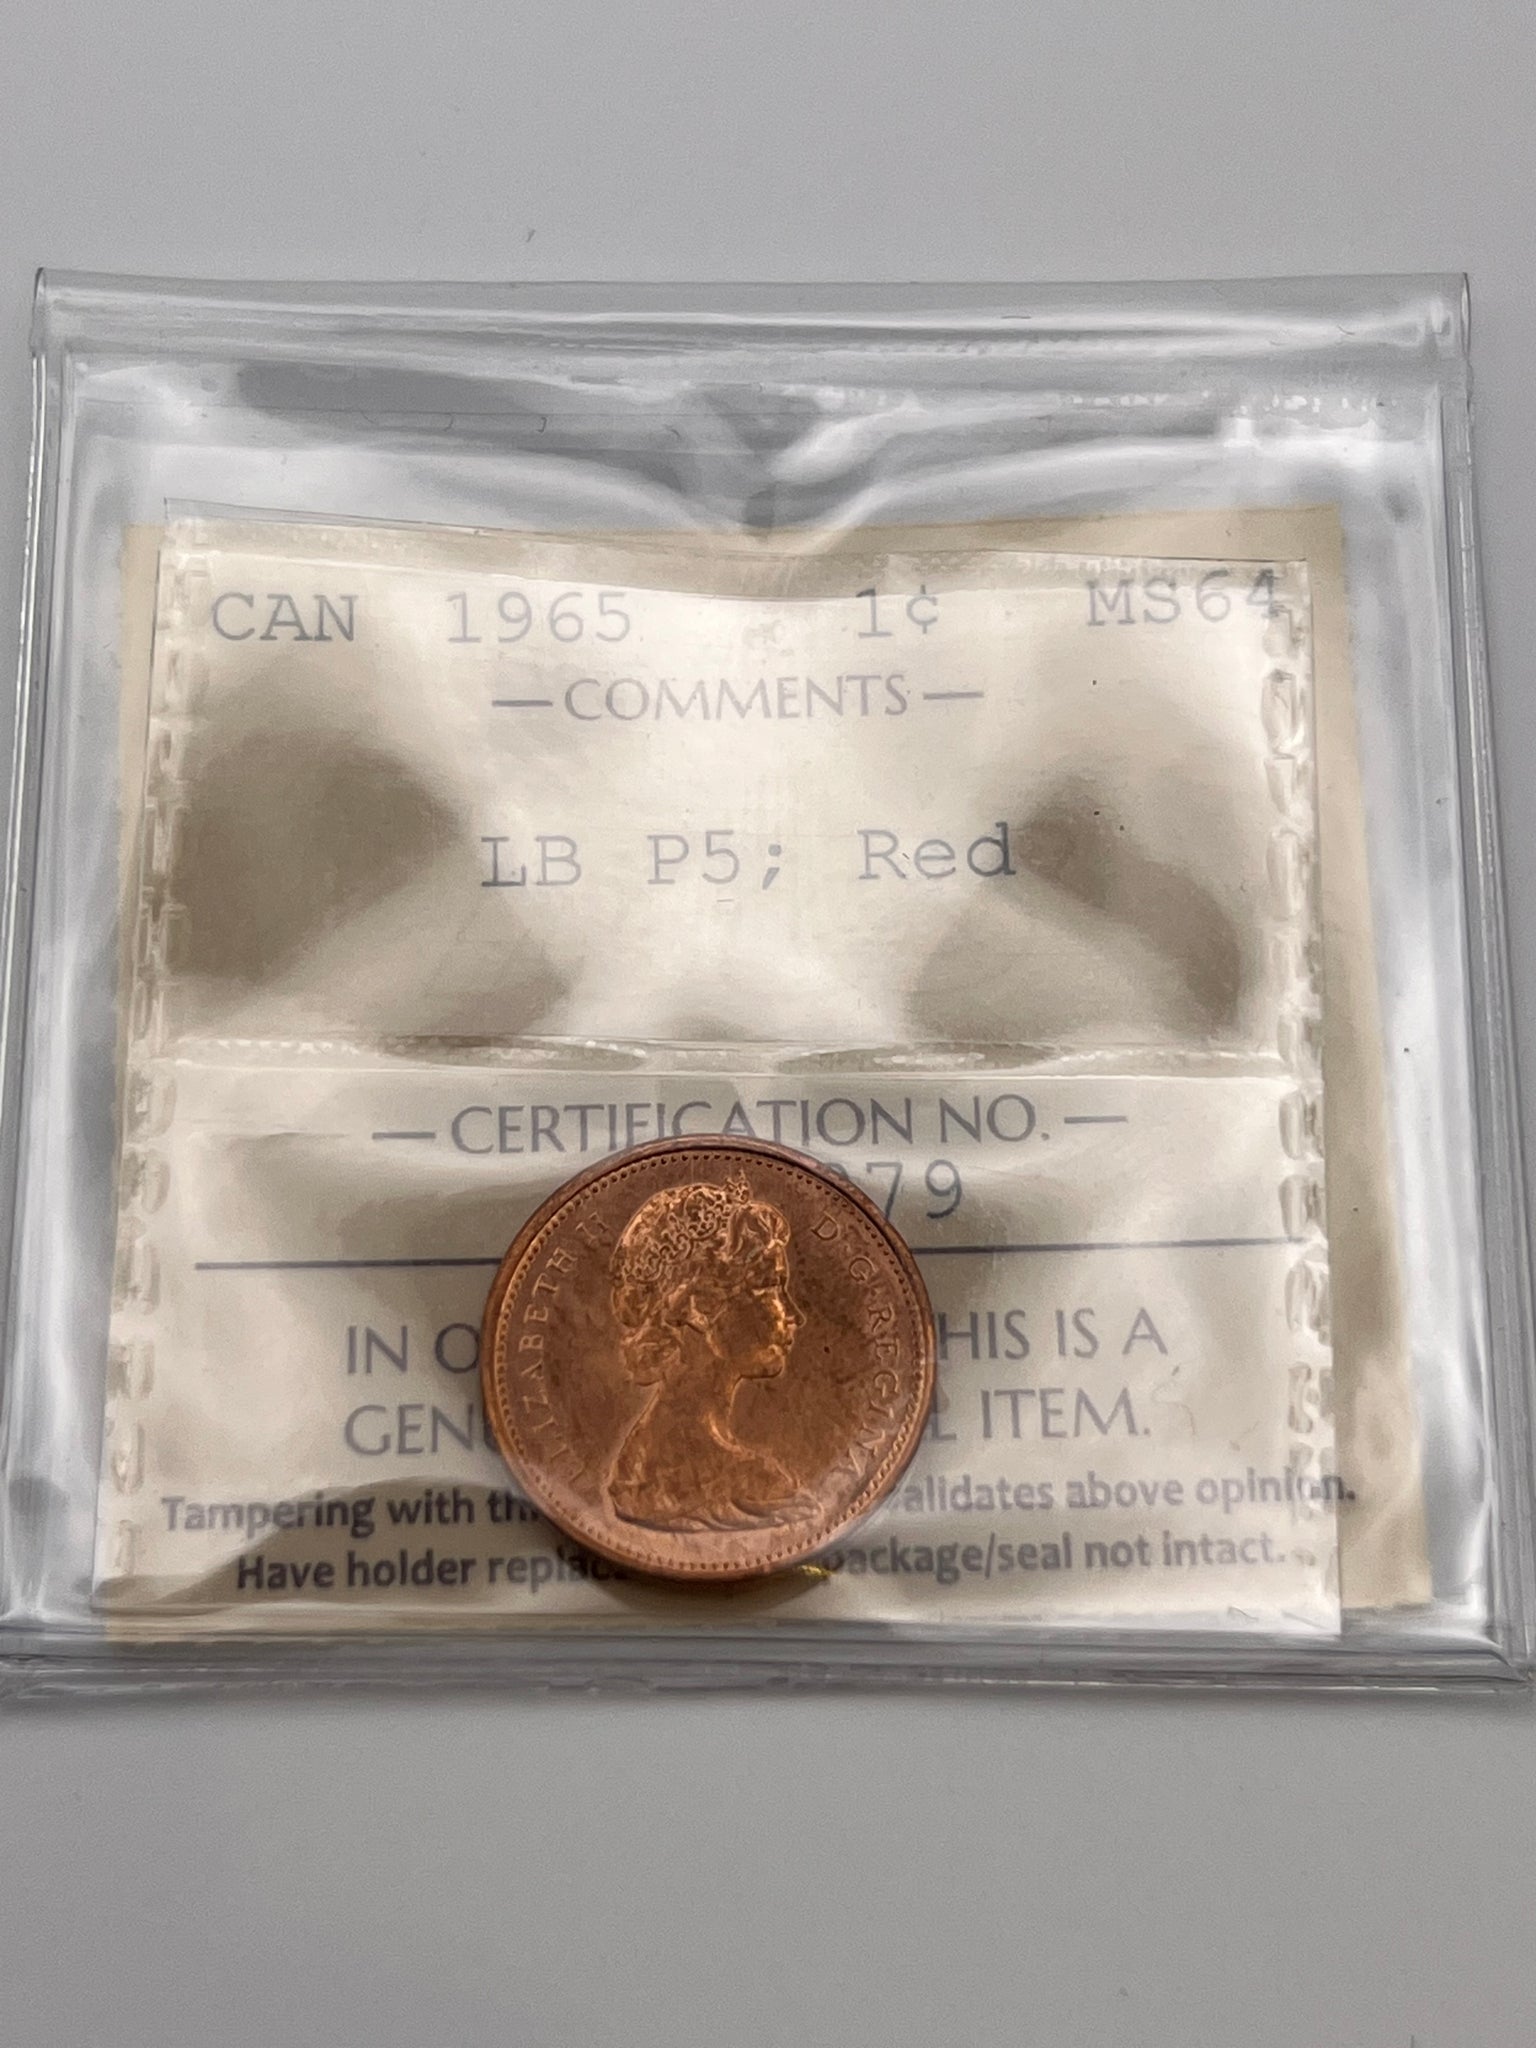 CAN 1965 1¢ MS64
— COMMENTS —
LB P5; Red
— CERTIFICATION NO. —
79
IN O HIS IS A
GEN ITEM.
Tampering with th alidates above opinion.
Have holder replac package/seal not intact.
ELIZABETH II D·G·REGINA